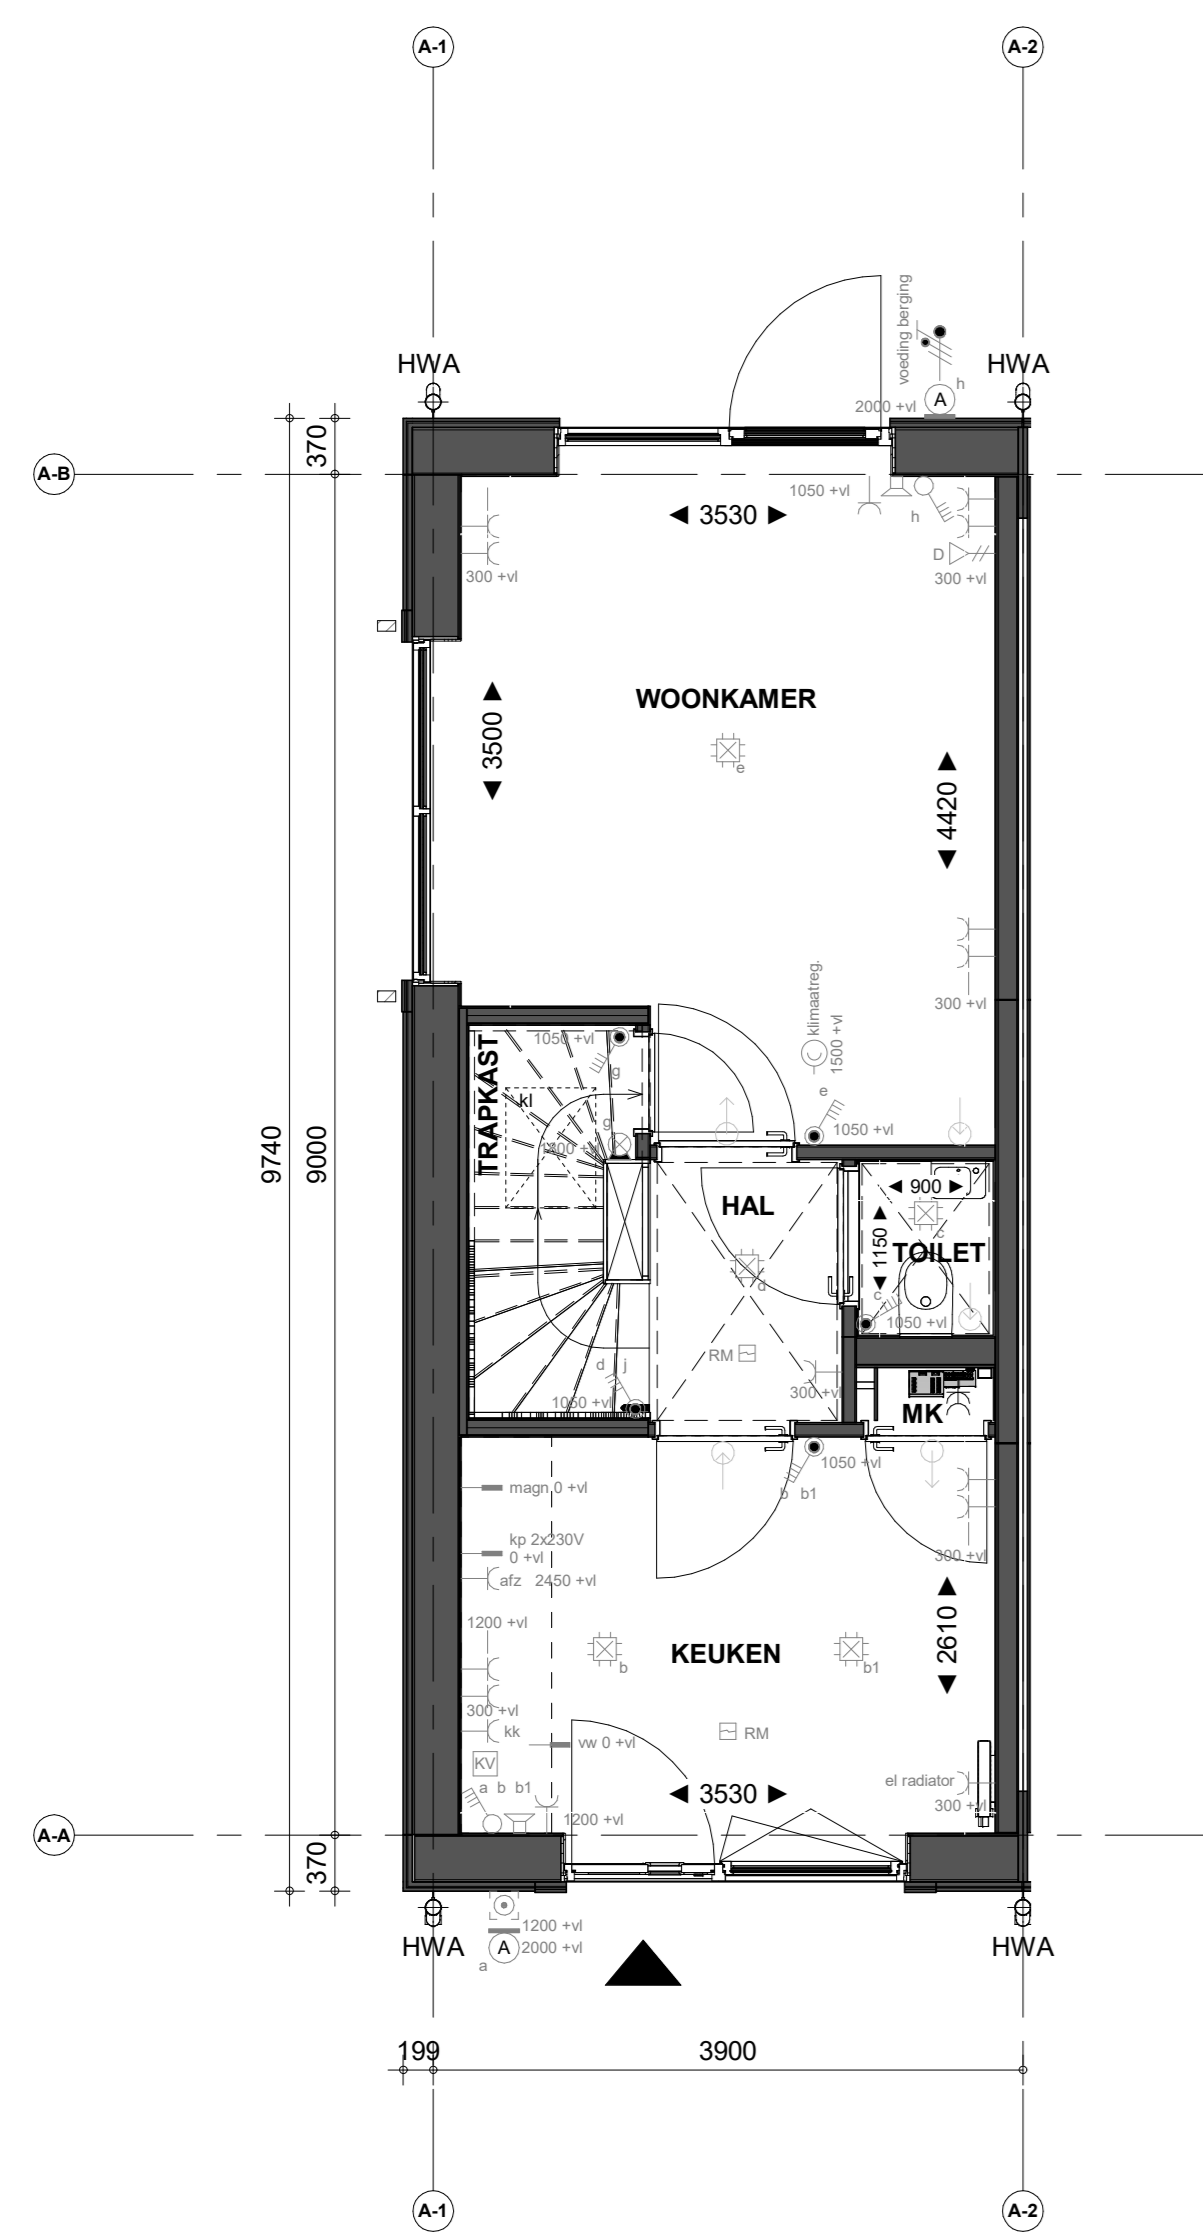 A-1
A-2
HWA
HWA
voeding berging
h
A
2000 +vl
370
A-B
1050 +vl
h
3530
300 +vl
D
300 +vl
WOONKAMER
3500
e
4420
klimaatreg.
1500 +vl
C
300 +vl
1050 +vl
g
e
1050 +vl
TRAPKAST
kl
g
9740
9000
HAL
900
c
1150
TOILET
d
c
1050 +vl
RM
d j
1050 +vl
300 +vl
MK
1050 +vl
b b1
magn 0 +vl
kp 2x230V
0 +vl
afz 2450 +vl
300 +vl
1200 +vl
2610
KEUKEN
b
b1
300 +vl
kk
RM
vw 0 +vl
KV
a b b1
el radiator
300 +vl
3530
1200 +vl
A-A
370
1200 +vl
A
2000 +vl
a
HWA
HWA
199
3900
A-1
A-2